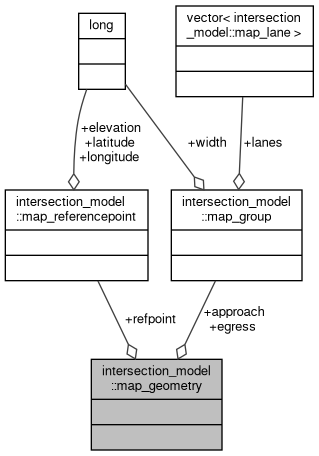 long
vector< intersection
_model::map_lane >
+elevation
+latitude
+longitude
+width
+lanes
intersection_model
::map_referencepoint
intersection_model
::map_group
+refpoint
+approach
+egress
intersection_model
::map_geometry